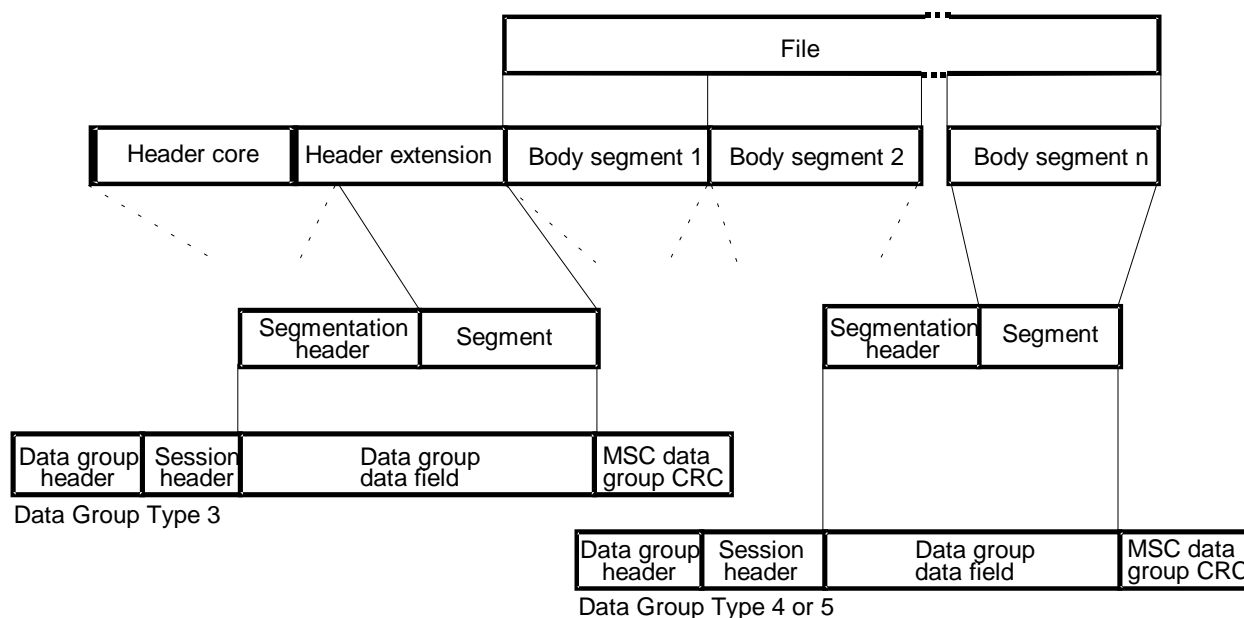 File
Header core
Header extension
Body segment 1
Body segment 2
Body segment n
Segmentation
header
Segment
Segmentation
header
Segment
Data group
header
Session
header
Data group
data field
MSC data
group CRC
Data Group Type 3
Data group
header
Session
header
Data group
data field
MSC data
group CRC
Data Group Type 4 or 5